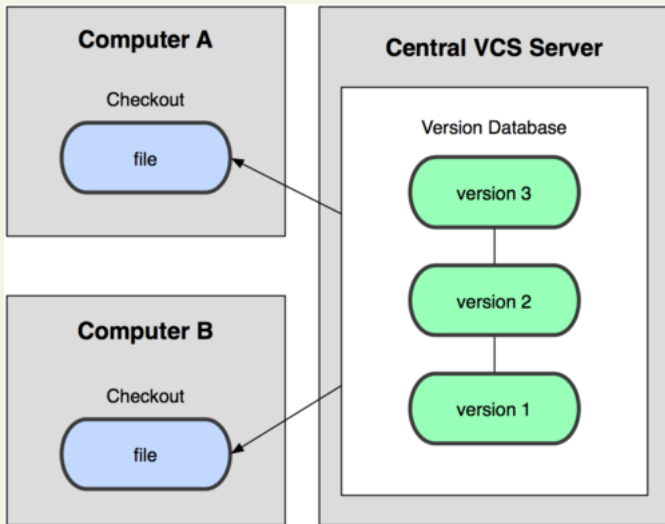 Computer A
Checkout
file
Computer B
Checkout
file
Central VCS Server
Version Database
version 3
version 2
version 1